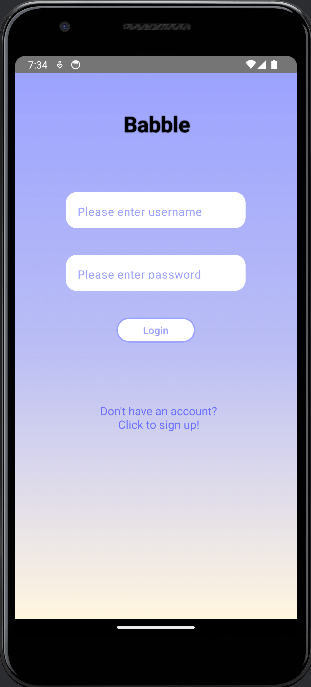 7:34
Babble
Please enter username
Please enter password
Login
Don't have an account?
Click to sign up!